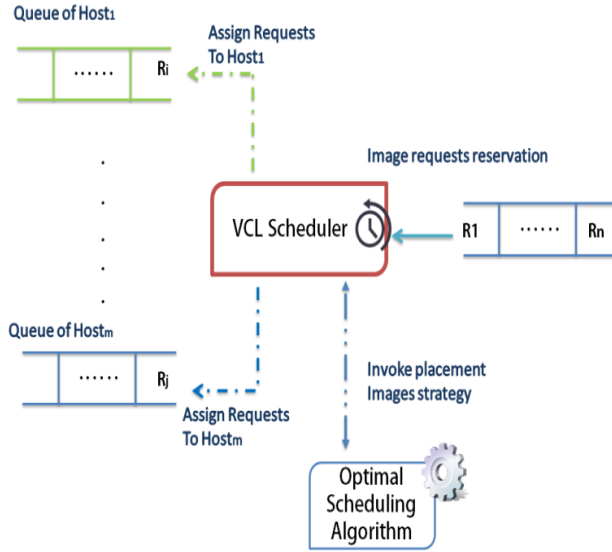 Queue of Host1
Assign Requests
To Host1
...... Ri
Image requests reservation
VCL Scheduler
R1 ...... Rn
Queue of Hostm
...... Rj
Assign Requests
To Hostm
Invoke placement
Images strategy
Optimal
Scheduling
Algorithm